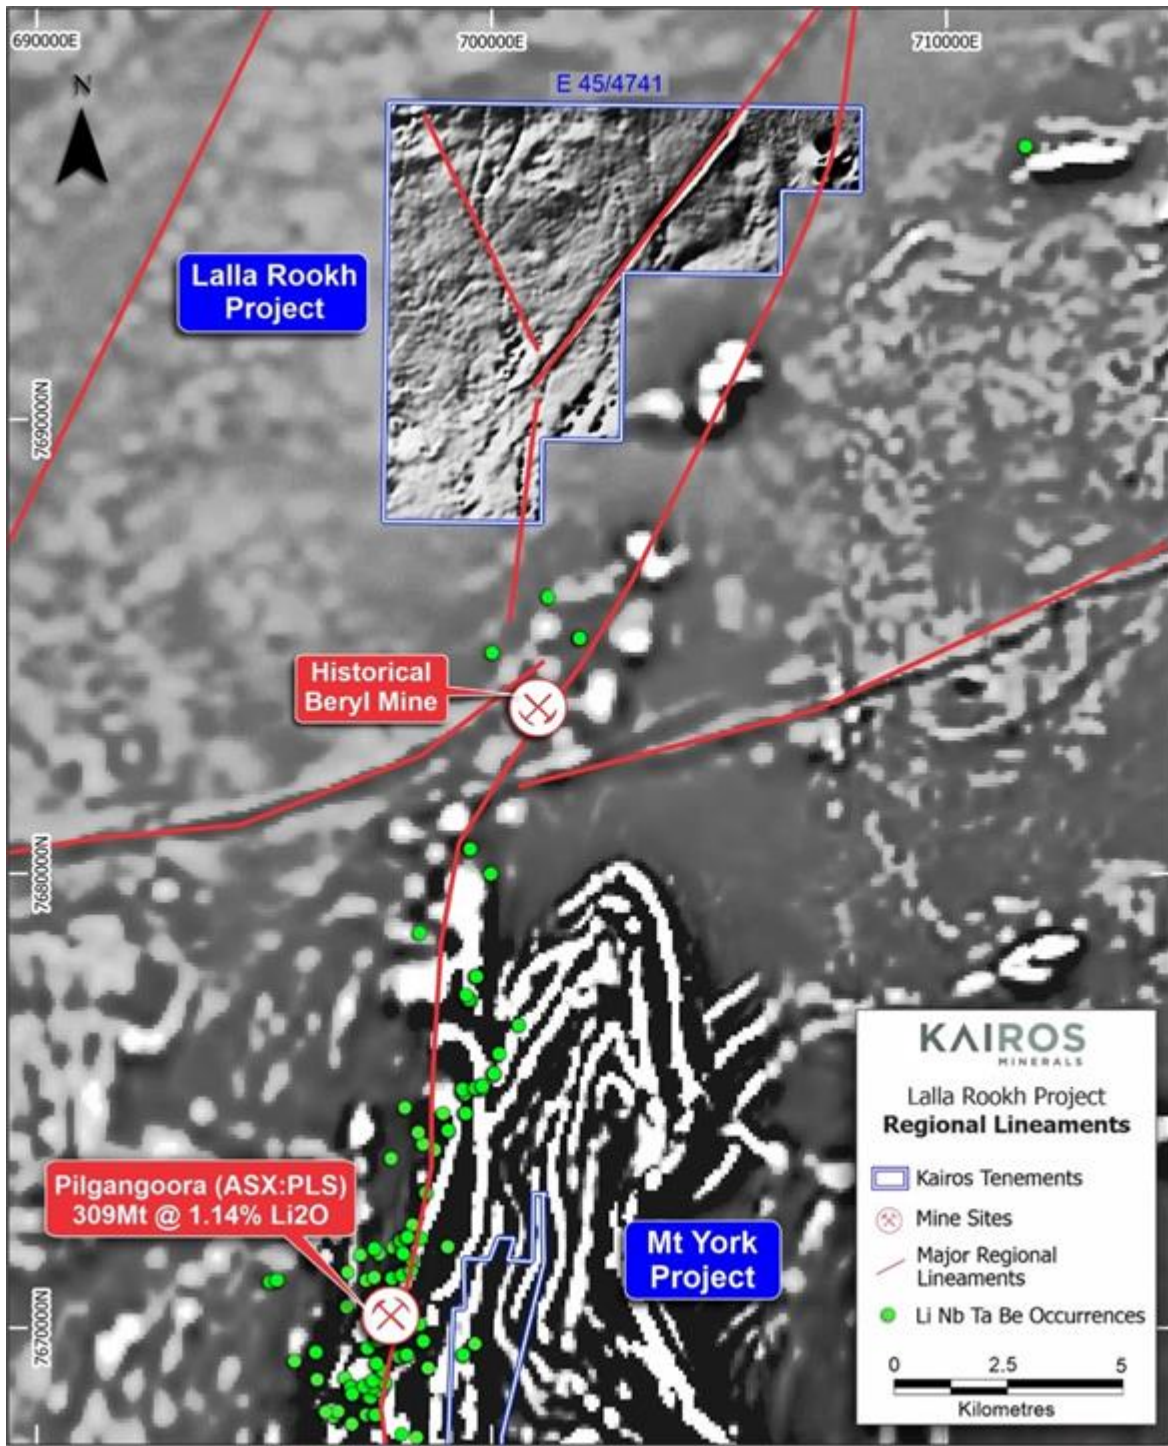 690000E
700000E
710000E
N
E 45/4741
Lalla Rookh
Project
7690000N
Historical
Beryl Mine
7680000N
Pilgangoora (ASX:PLS)
309Mt @ 1.14% Li2O
Mt York
Project
7670000N
KAIROS
MINERALS
Lalla Rookh Project
Regional Lineaments
Kairos Tenements
Mine Sites
Major Regional
Lineaments
Li Nb Ta Be Occurrences
0 2.5 5
Kilometres